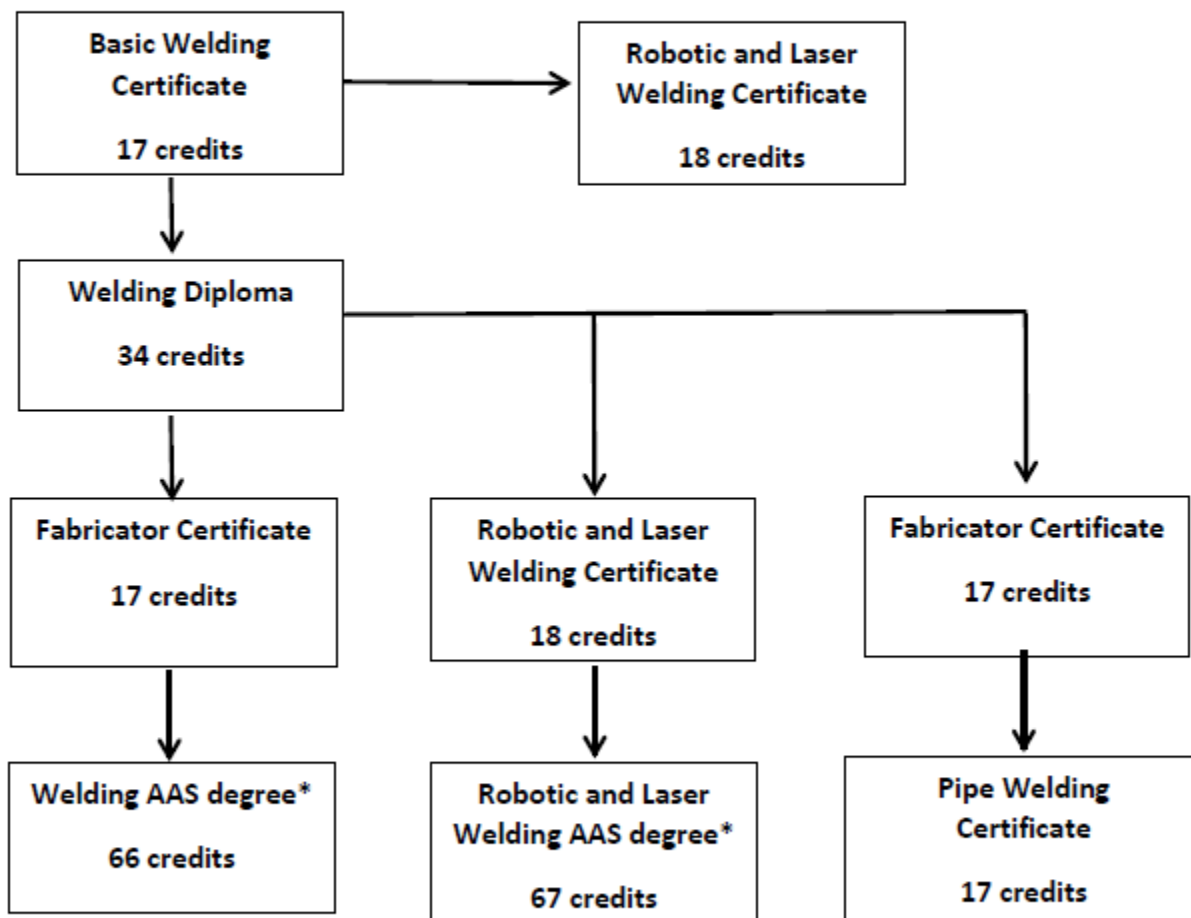 Basic Welding
Certificate
17 credits
Robotic and Laser
Welding Certificate
18 credits
Welding Diploma
34 credits
Fabricator Certificate
17 credits
Robotic and Laser
Welding Certificate
18 credits
Fabricator Certificate
17 credits
Welding AAS degree*
66 credits
Robotic and Laser
Welding AAS degree*
67 credits
Pipe Welding
Certificate
17 credits